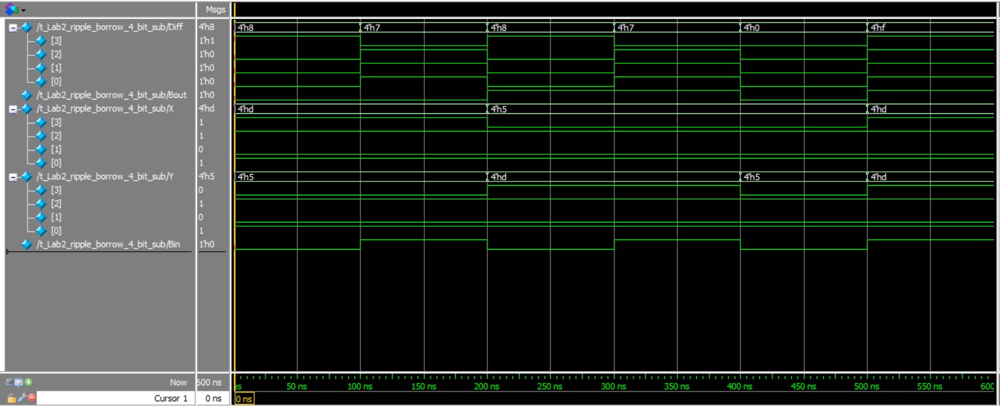 Msgs
/t_Lab2_ripple_borrow_4_bit_sub/Diff 4'h8 4'h8 4'h7 4'h8 4'h7 4'h0 4'hf
[3] 1'h1
[2] 1'h0
[1] 1'h0
[0] 1'h0
/t_Lab2_ripple_borrow_4_bit_sub/Bout 1'h0
/t_Lab2_ripple_borrow_4_bit_sub/X 4'hd 4'hd 4'h5 4'hd
[3] 1
[2] 1
[1] 0
[0] 1
/t_Lab2_ripple_borrow_4_bit_sub/Y 4'h5 4'h5 4'hd 4'h5 4'hd
[3] 0
[2] 1
[1] 0
[0] 1
/t_Lab2_ripple_borrow_4_bit_sub/Bin 1'h0
Now 600 ns ns 50 ns 100 ns 150 ns 200 ns 250 ns 300 ns 350 ns 400 ns 450 ns 500 ns 550 ns 600
Cursor 1 0 ns 0 ns